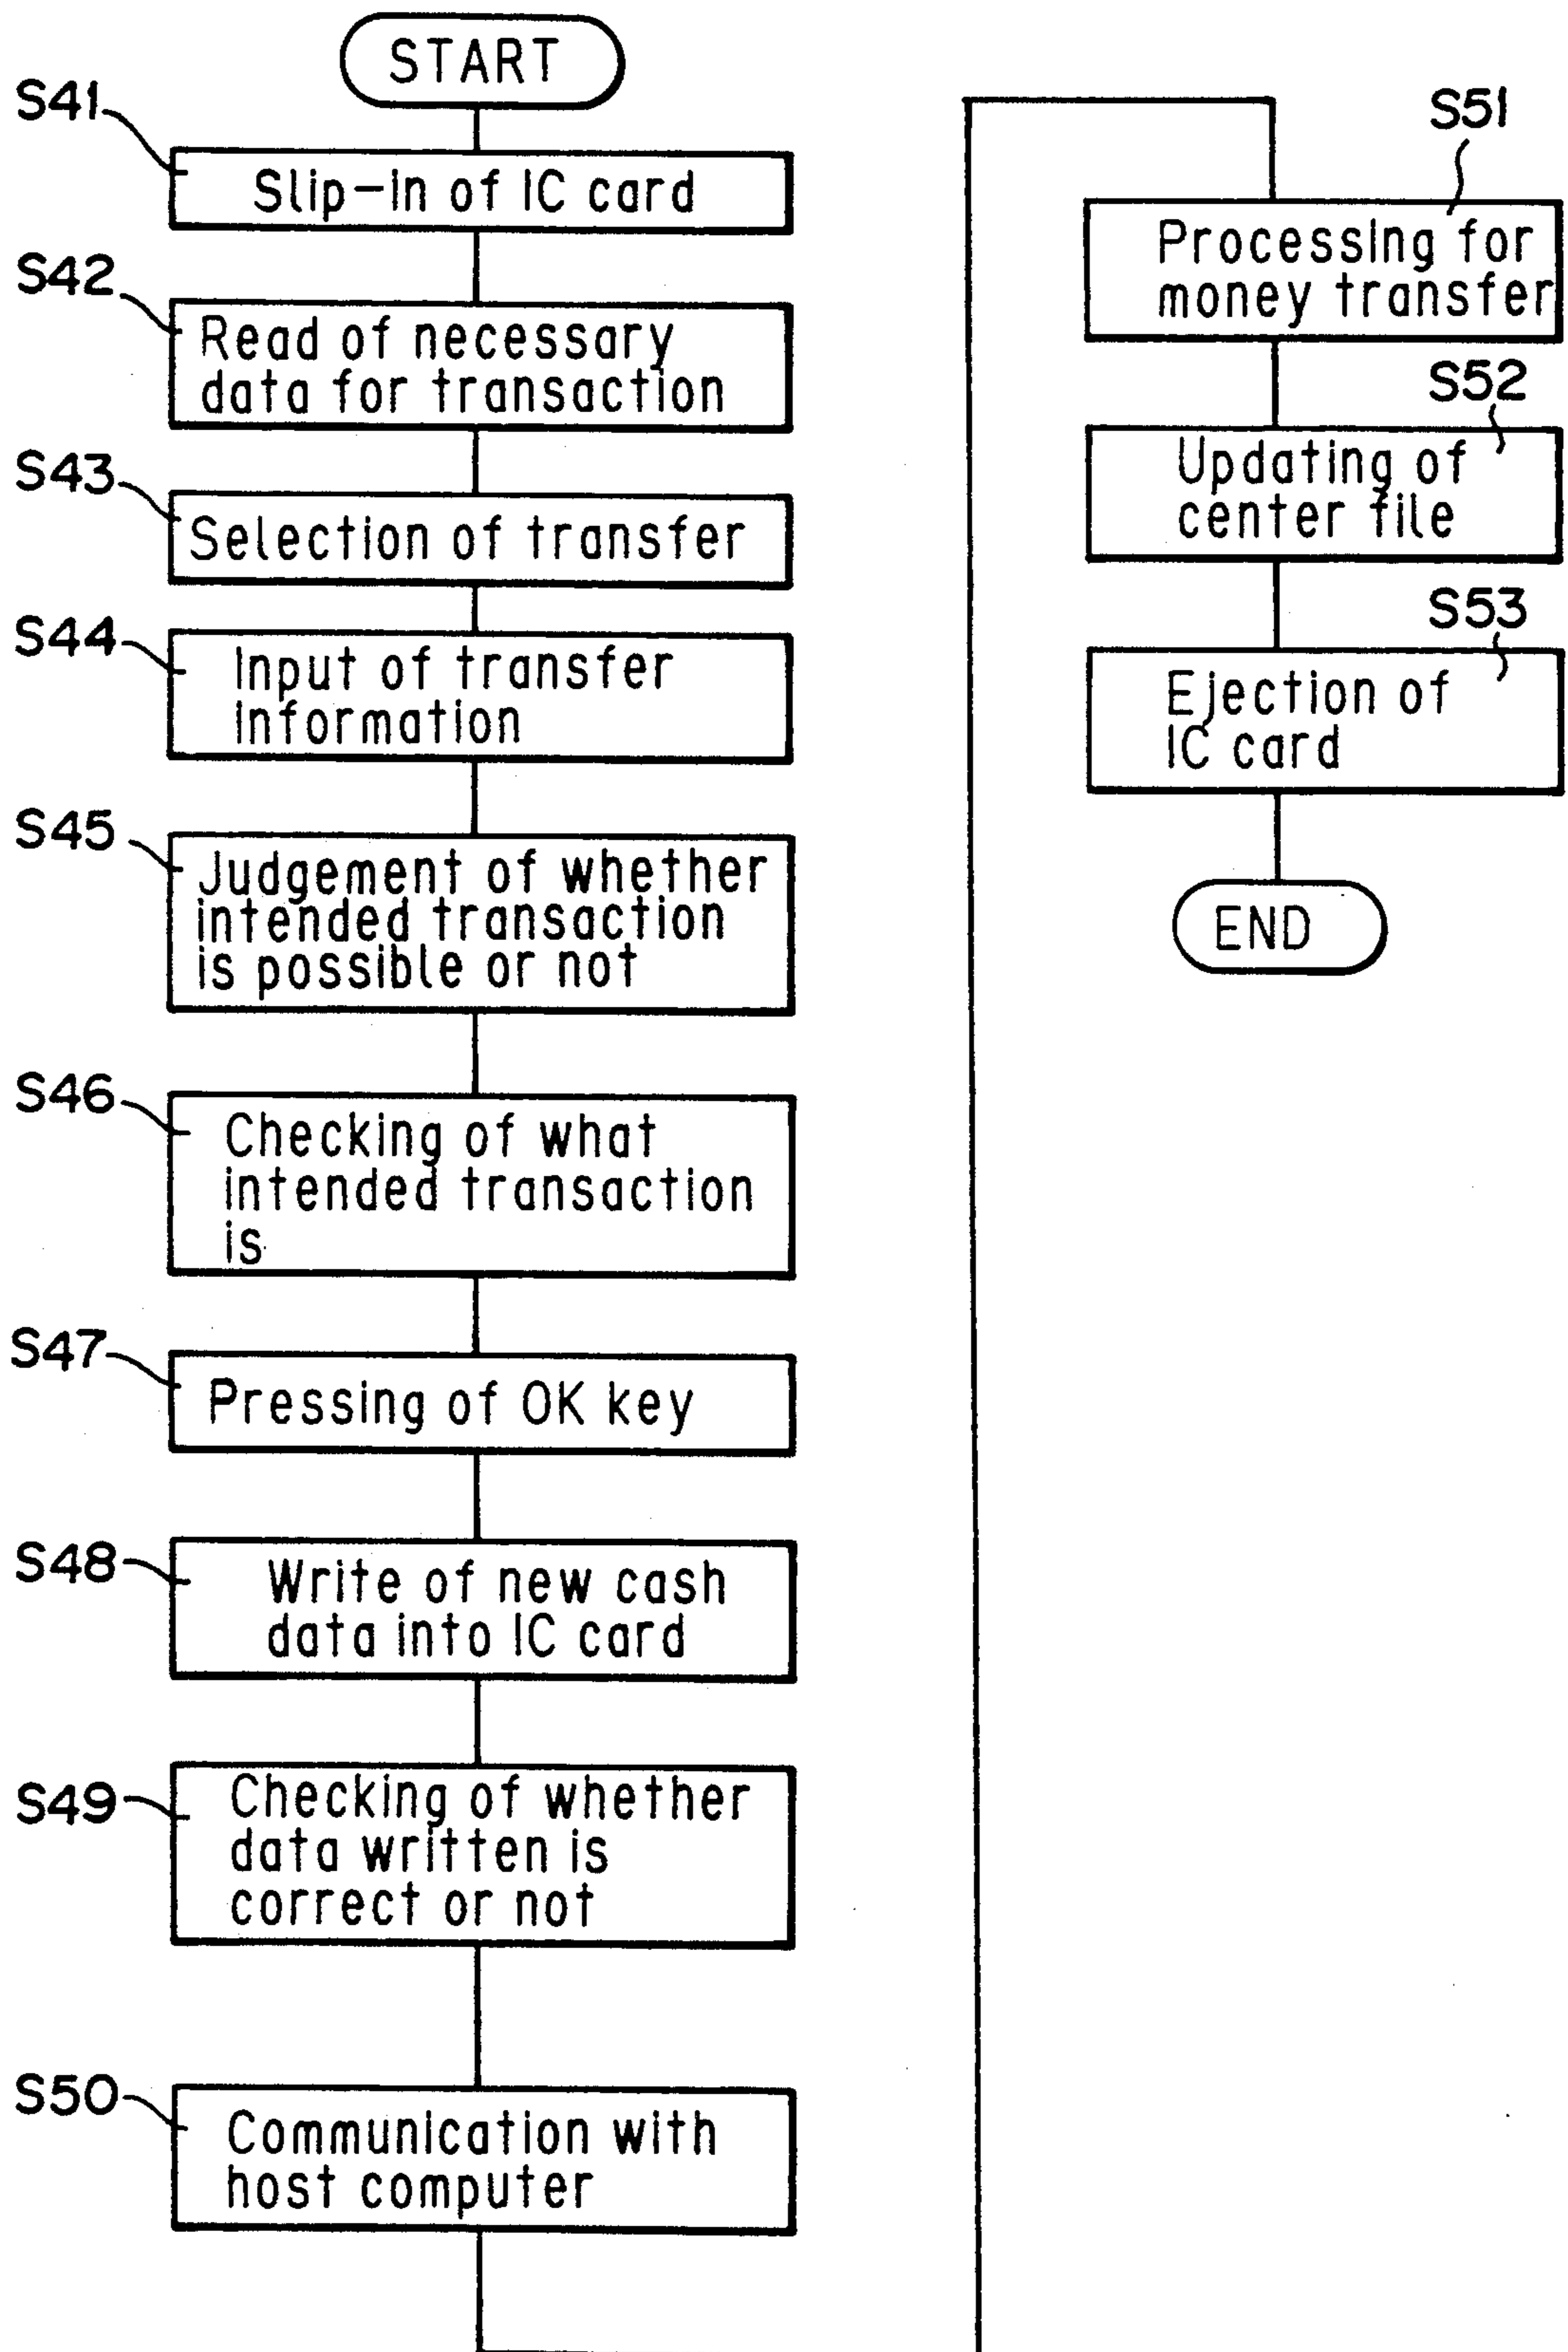 START
S41
Slip-in of IC card
S42
Read of necessary
data for transaction
S43
Selection of transfer
S44
Input of transfer
information
S45
Judgement of whether
intended transaction
is possible or not
S46
Checking of what
intended transaction
is
S47
Pressing of OK key
S48
Write of new cash
data into IC card
S49
Checking of whether
data written is
correct or not
S50
Communication with
host computer
S51
Processing for
money transfer
S52
Updating of
center file
S53
Ejection of
IC card
END